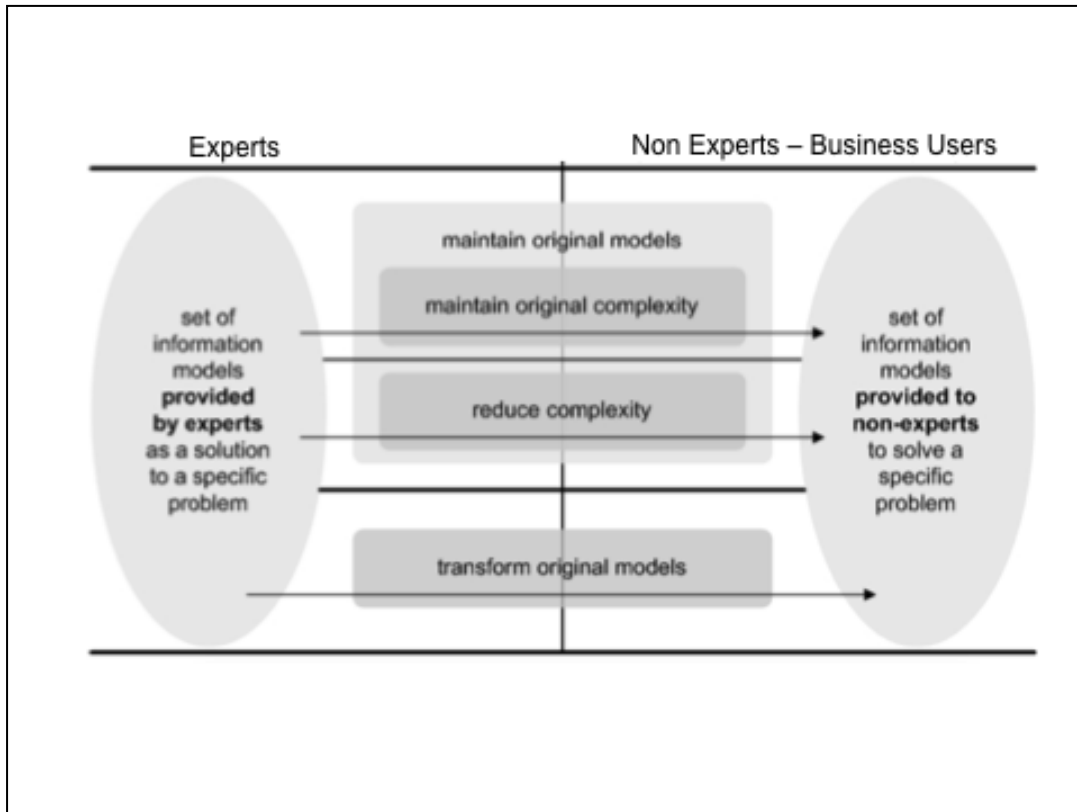 Experts
Non Experts – Business Users
set of
information
models
provided
by experts
as a solution
to a specific
problem
maintain original models
maintain original complexity
reduce complexity
transform original models
set of
information
models
provided to
non-experts
to solve a
specific
problem